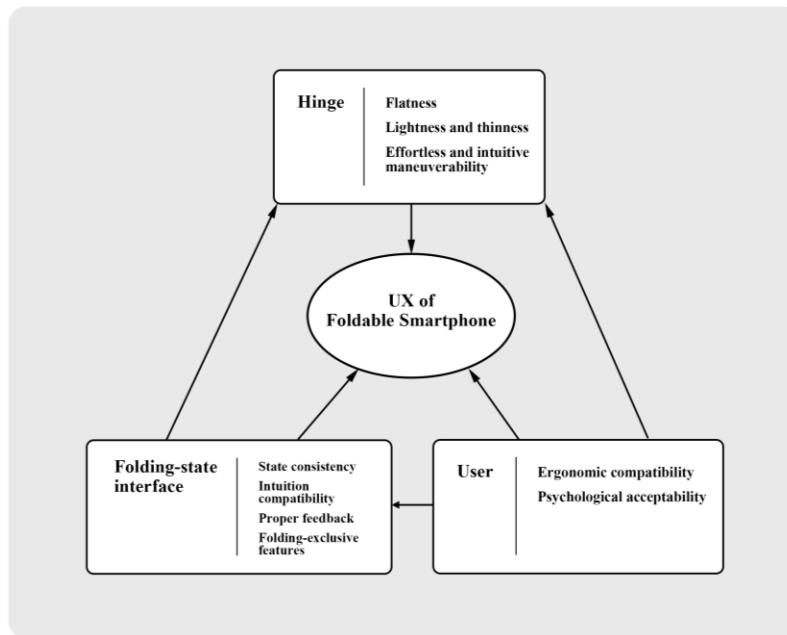 Hinge
Flatness
Lightness and thinness
Effortless and intuitive
maneuverability
UX of
Foldable Smartphone
Folding-state
interface
State consistency
Intuition
compatibility
Proper feedback
Folding-exclusive
features
User
Ergonomic compatibility
Psychological acceptability